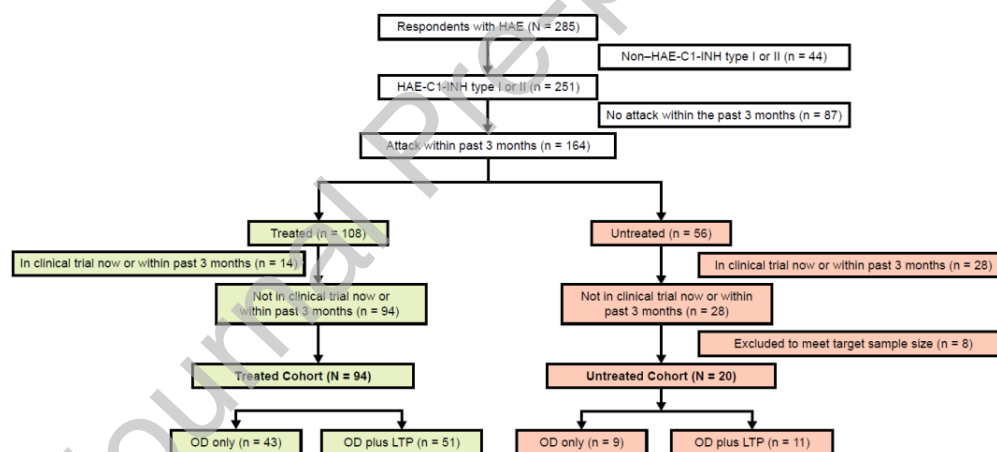 Respondents with HAE (N = 285)
Non–HAE-C1-INH type I or II (n = 44)
HAE-C1-INH type I or II (n = 251)
No attack within the past 3 months (n = 87)
Attack within past 3 months (n = 164)
Treated (n = 108)
Untreated (n = 56)
In clinical trial now or within past 3 months (n = 14)
In clinical trial now or within past 3 months (n = 28)
Not in clinical trial now or
within past 3 months (n = 94)
Not in clinical trial now or within
past 3 months (n = 28)
Excluded to meet target sample size (n = 8)
Treated Cohort (N = 94)
Untreated Cohort (N = 20)
OD only (n = 43)
OD plus LTP (n = 51)
OD only (n = 9)
OD plus LTP (n = 11)
Journal Pre-p